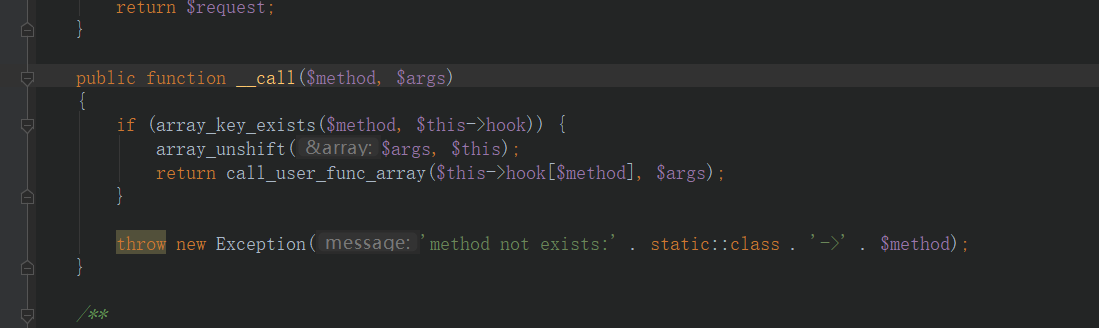 return $request;
}
public function __call($method, $args)
{
if (array_key_exists($method, $this->hook)) {
array_unshift( &array: $args, $this);
return call_user_func_array($this->hook[$method], $args);
}
throw new Exception( message: 'method not exists:' . static::class . '->' . $method);
}
/**